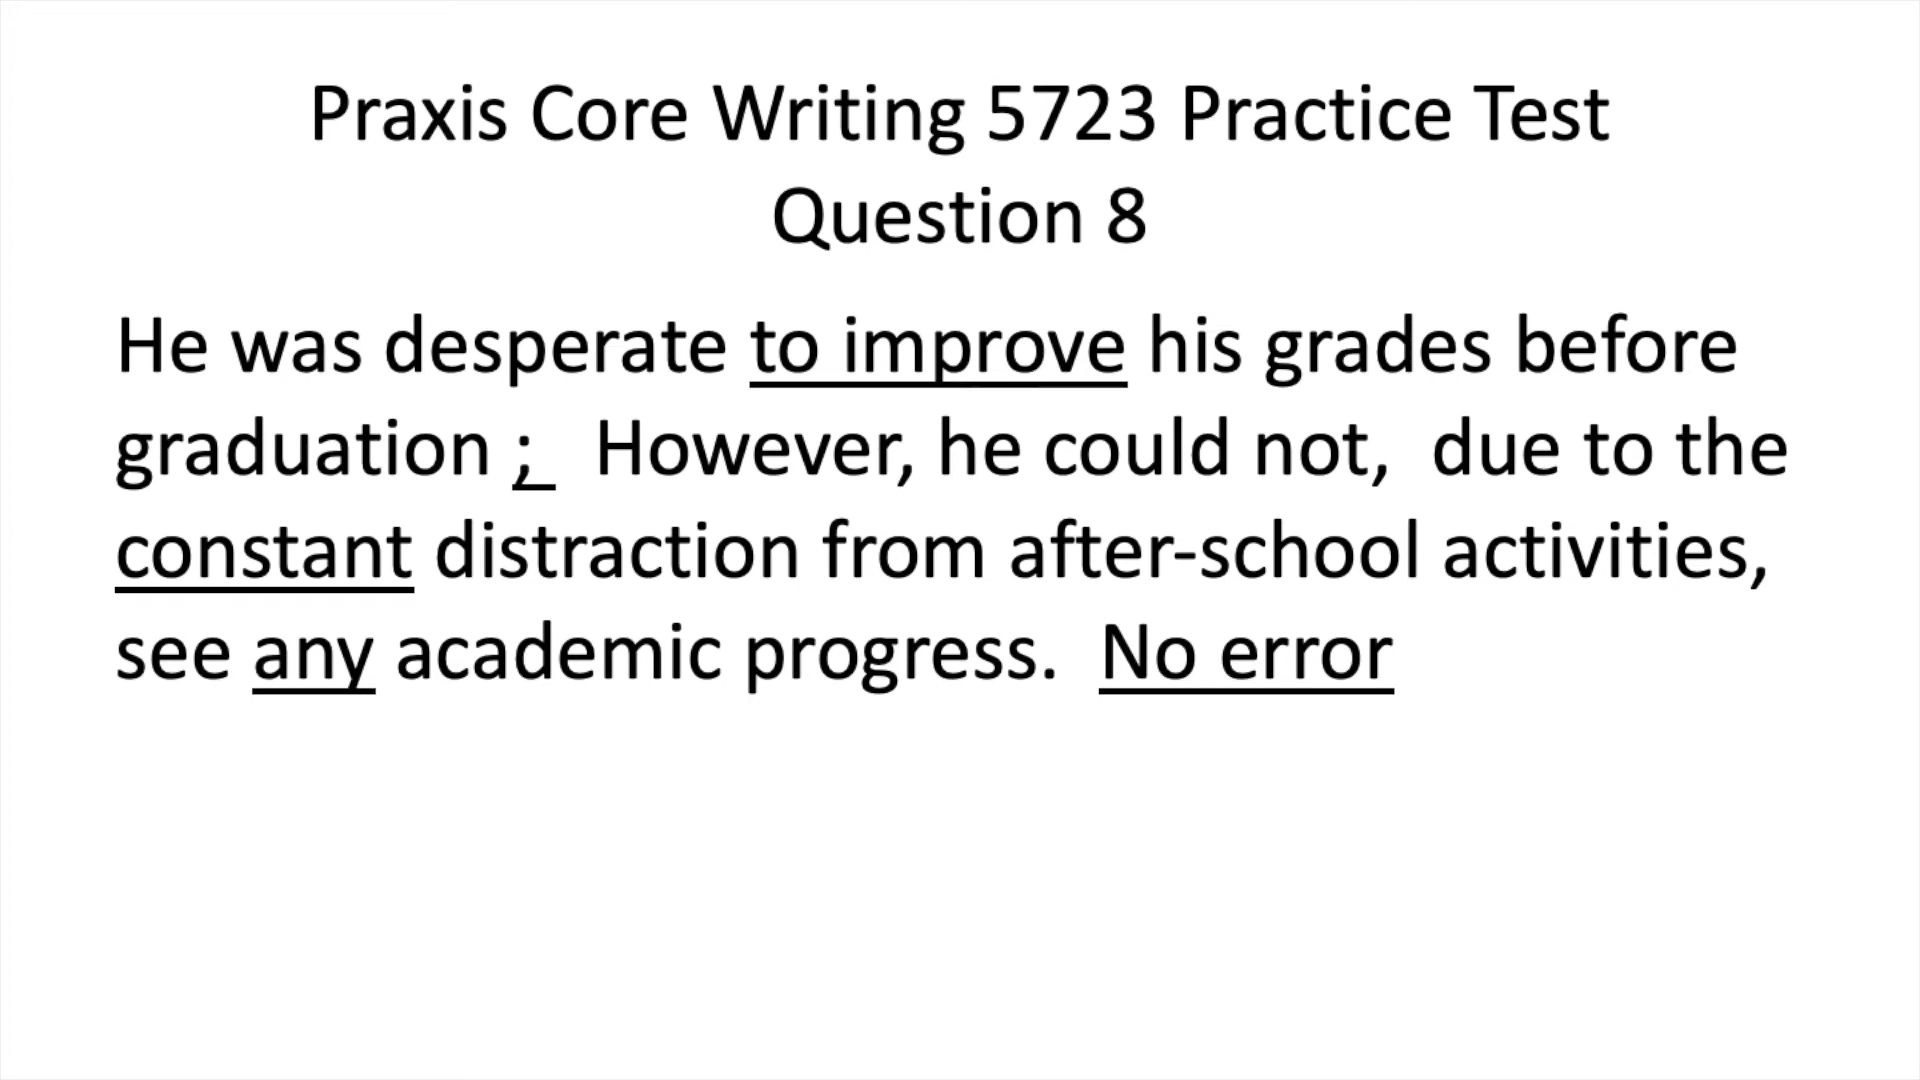 Praxis Core Writing 5723 Practice Test
Question 8
He was desperate to improve his grades before
graduation ;  However, he could not,  due to the
constant distraction from after-school activities,
see any academic progress.  No error